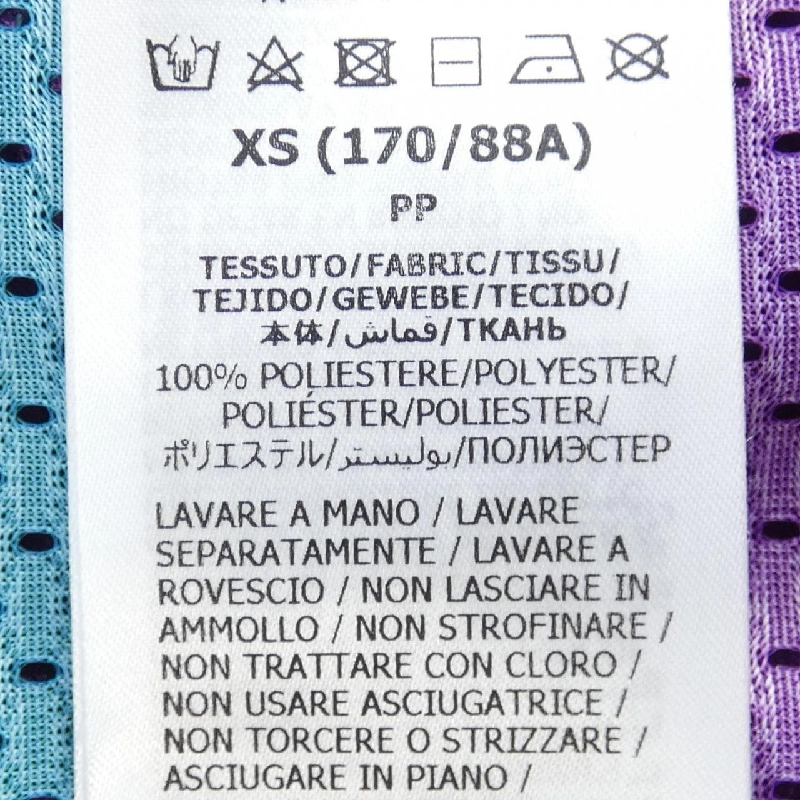 XS (170/88A)
PP
TESSUTO/FABRIC/TISSU/
TEJIDO/GEWEBE/TECIDO/
本体/قماش/ТКАНЬ
100% POLIESTERE/POLYESTER/
POLIÉSTER/POLIESTER/
ポリエステル/بوليستر/ПОЛИЭСТЕР
LAVARE A MANO / LAVARE
SEPARATAMENTE / LAVARE A
ROVESCIO / NON LASCIARE IN
AMMOLLO / NON STROFINARE /
NON TRATTARE CON CLORO /
NON USARE ASCIUGATRICE /
NON TORCERE O STRIZZARE /
ASCIUGARE IN PIANO /